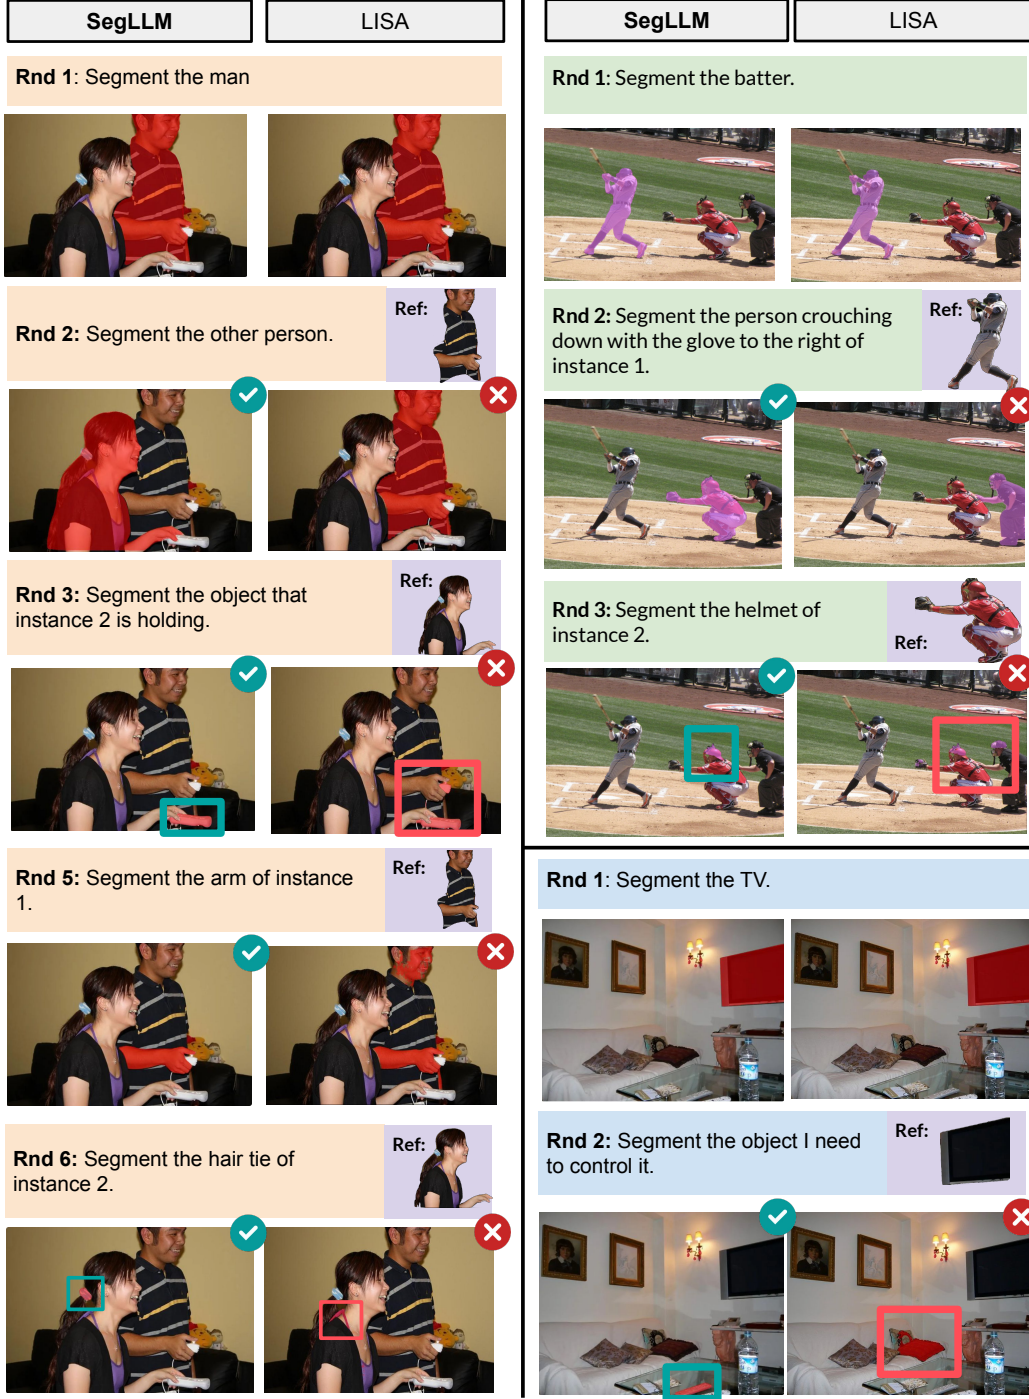 SegLLM
LISA
Rnd 1: Segment the man
Rnd 2: Segment the other person.
Ref:
Rnd 3: Segment the object that
instance 2 is holding.
Ref:
Rnd 5: Segment the arm of instance
1.
Ref:
Rnd 6: Segment the hair tie of
instance 2.
Ref:
SegLLM
LISA
Rnd 1: Segment the batter.
Rnd 2: Segment the person crouching
down with the glove to the right of
instance 1.
Ref:
Rnd 3: Segment the helmet of
instance 2.
Ref:
Rnd 1: Segment the TV.
Rnd 2: Segment the object I need
to control it.
Ref: